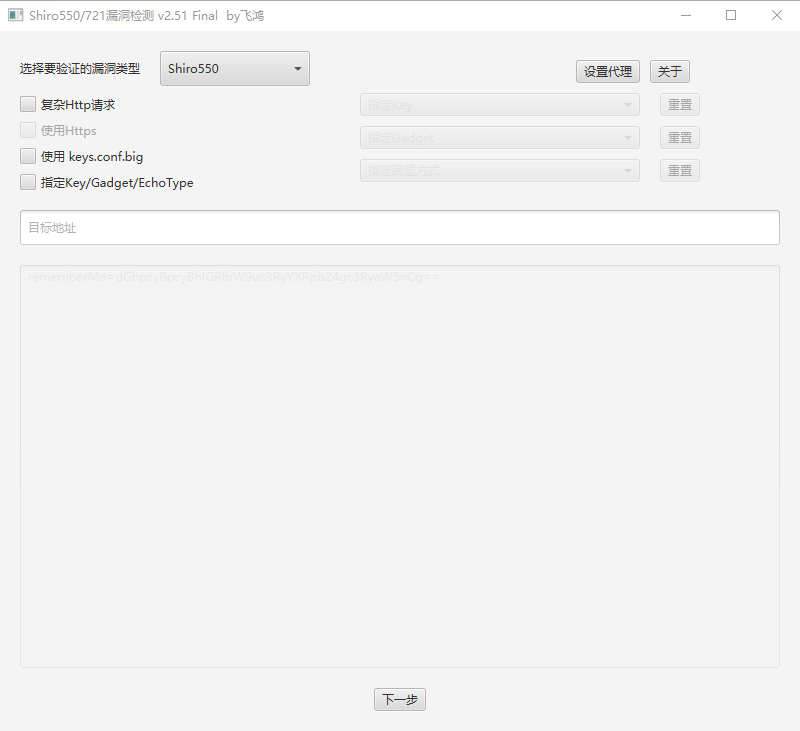 Shiro550/721漏洞检测 v2.51 Final by飞鸿
选择要验证的漏洞类型
Shiro550
设置代理
关于
复杂Http请求
指定Key
重置
使用Https
指定Gadget
重置
使用 keys.conf.big
指定回显方式
重置
指定Key/Gadget/EchoType
目标地址
下一步